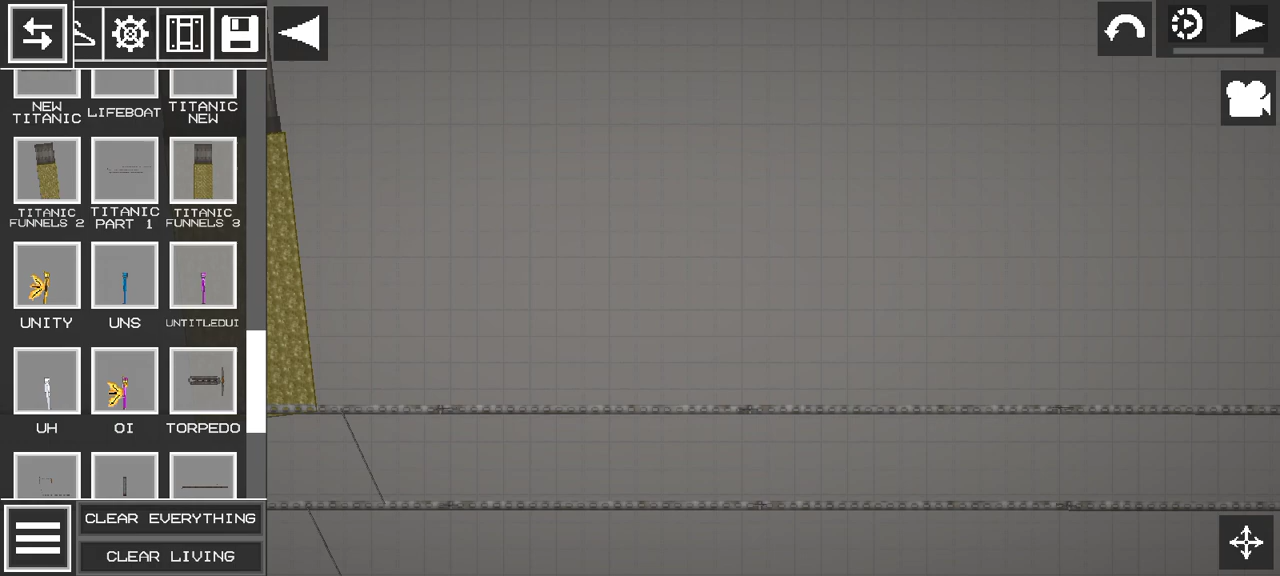 NEW
TITANIC
LIFEBOAT
TITANIC
NEW
TITANIC
FUNNELS 2
TITANIC
PART 1
TITANIC
FUNNELS 3
UNITY
UNS
UNTITLEDUI
UH
OI
TORPEDO
CLEAR EVERYTHING
CLEAR LIVING